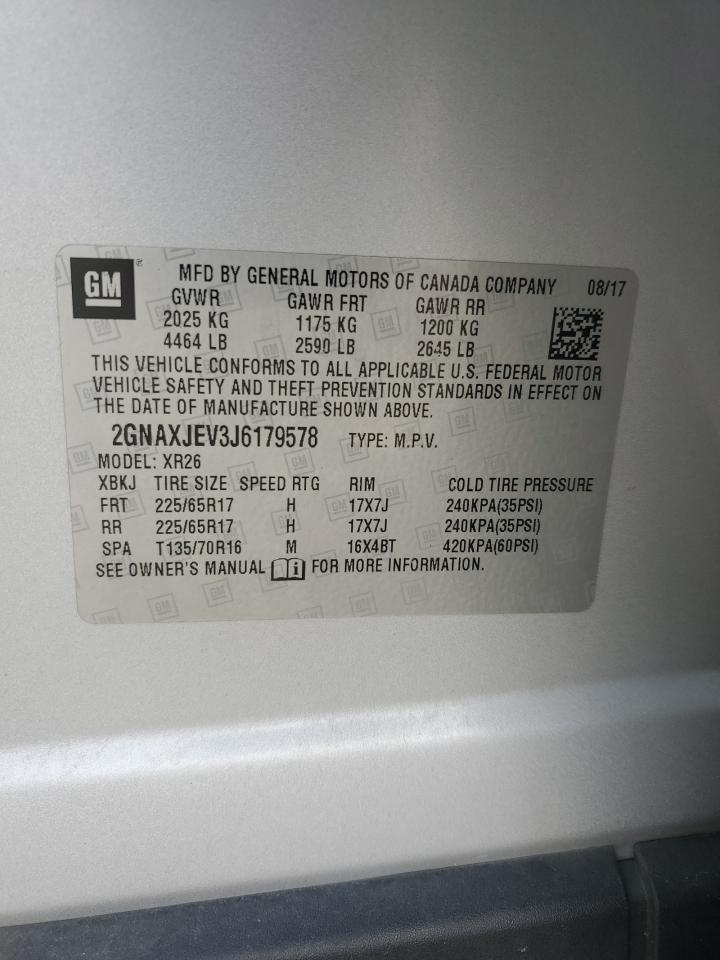 GM MFD BY GENERAL MOTORS OF CANADA COMPANY 08/17
GVWR GAWR FRT GAWR RR
2025 KG 1175 KG 1200 KG
4464 LB 2590 LB 2645 LB
THIS VEHICLE CONFORMS TO ALL APPLICABLE U.S. FEDERAL MOTOR
VEHICLE SAFETY AND THEFT PREVENTION STANDARDS IN EFFECT ON
THE DATE OF MANUFACTURE SHOWN ABOVE.
2GNAXJEV3J6179578 TYPE: M.P.V.
MODEL: XR26
XBKJ TIRE SIZE SPEED RTG RIM COLD TIRE PRESSURE
FRT 225/65R17 H 17X7J 240KPA(35PSI)
RR 225/65R17 H 17X7J 240KPA(35PSI)
SPA T135/70R16 M 16X4BT 420KPA(60PSI)
SEE OWNER'S MANUAL FOR MORE INFORMATION.